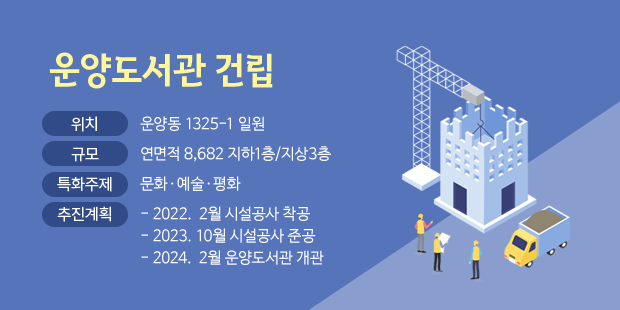 운양도서관 건립
위치 운양동 1325-1 일원
규모 연면적 8,682 지하1층/지상3층
특화주제 문화·예술·평화
추진계획 - 2022. 2월 시설공사 착공
- 2023. 10월 시설공사 준공
- 2024. 2월 운양도서관 개관